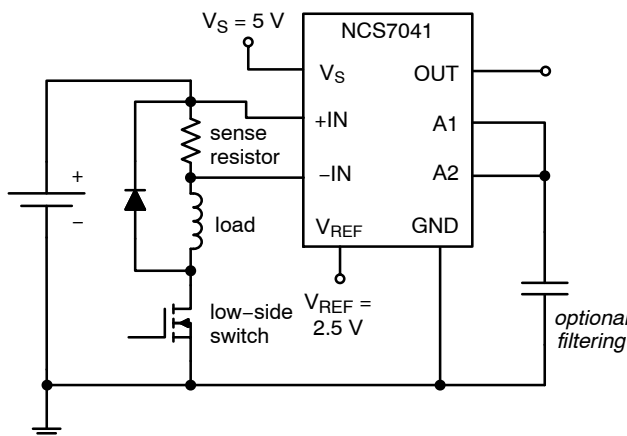 V_S = 5 V
NCS7041
V_S
OUT
+IN
A1
sense
resistor
−IN
A2
+
−
load
V_REF
GND
low−side
switch
V_REF =
2.5 V
optional
filtering